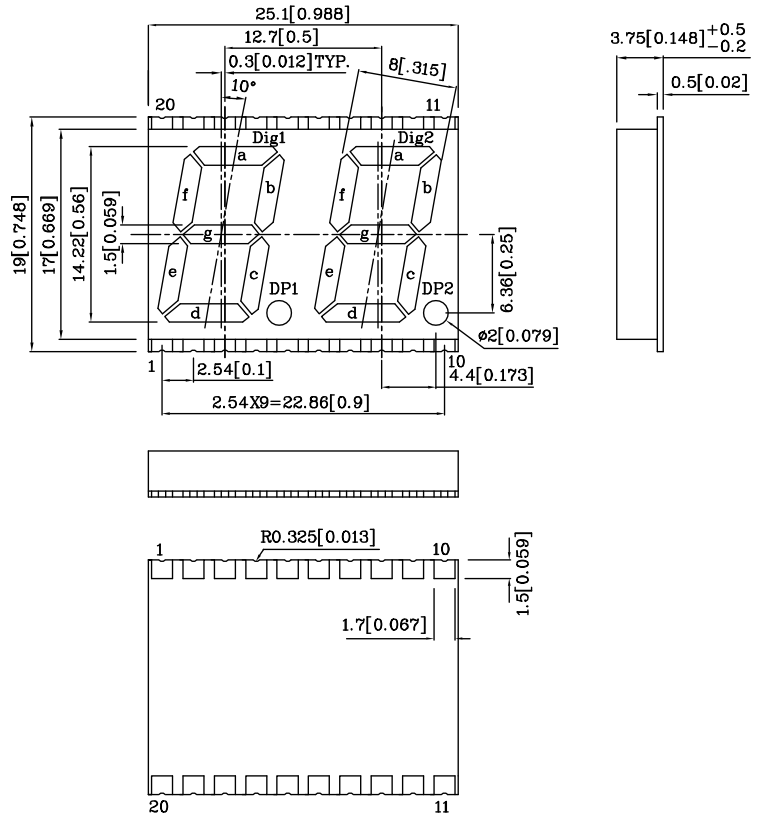 25.1[0.988]
12.7[0.5]
0.3[0.012]TYP.
8[.315]
10°
20
11
Dig1
Dig2
a
b
f
g
e
c
d
DP1
a
b
f
g
e
c
d
DP2
19[0.748]
17[0.669]
14.22[0.56]
1.5[0.059]
6.36[0.25]
ø2[0.079]
1
10
2.54[0.1]
4.4[0.173]
2.54X9=22.86[0.9]
3.75[0.148]+0.5
−0.2
0.5[0.02]
1
R0.325[0.013]
10
1.5[0.059]
1.7[0.067]
20
11